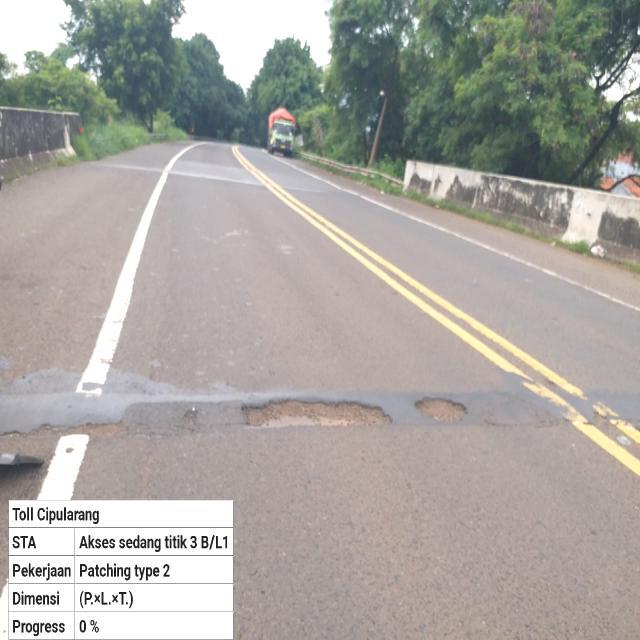 Toll Cipularang
STA Akses sedang titik 3 B/L1
Pekerjaan Patching type 2
Dimensi (P.×L.×T.)
Progress 0 %